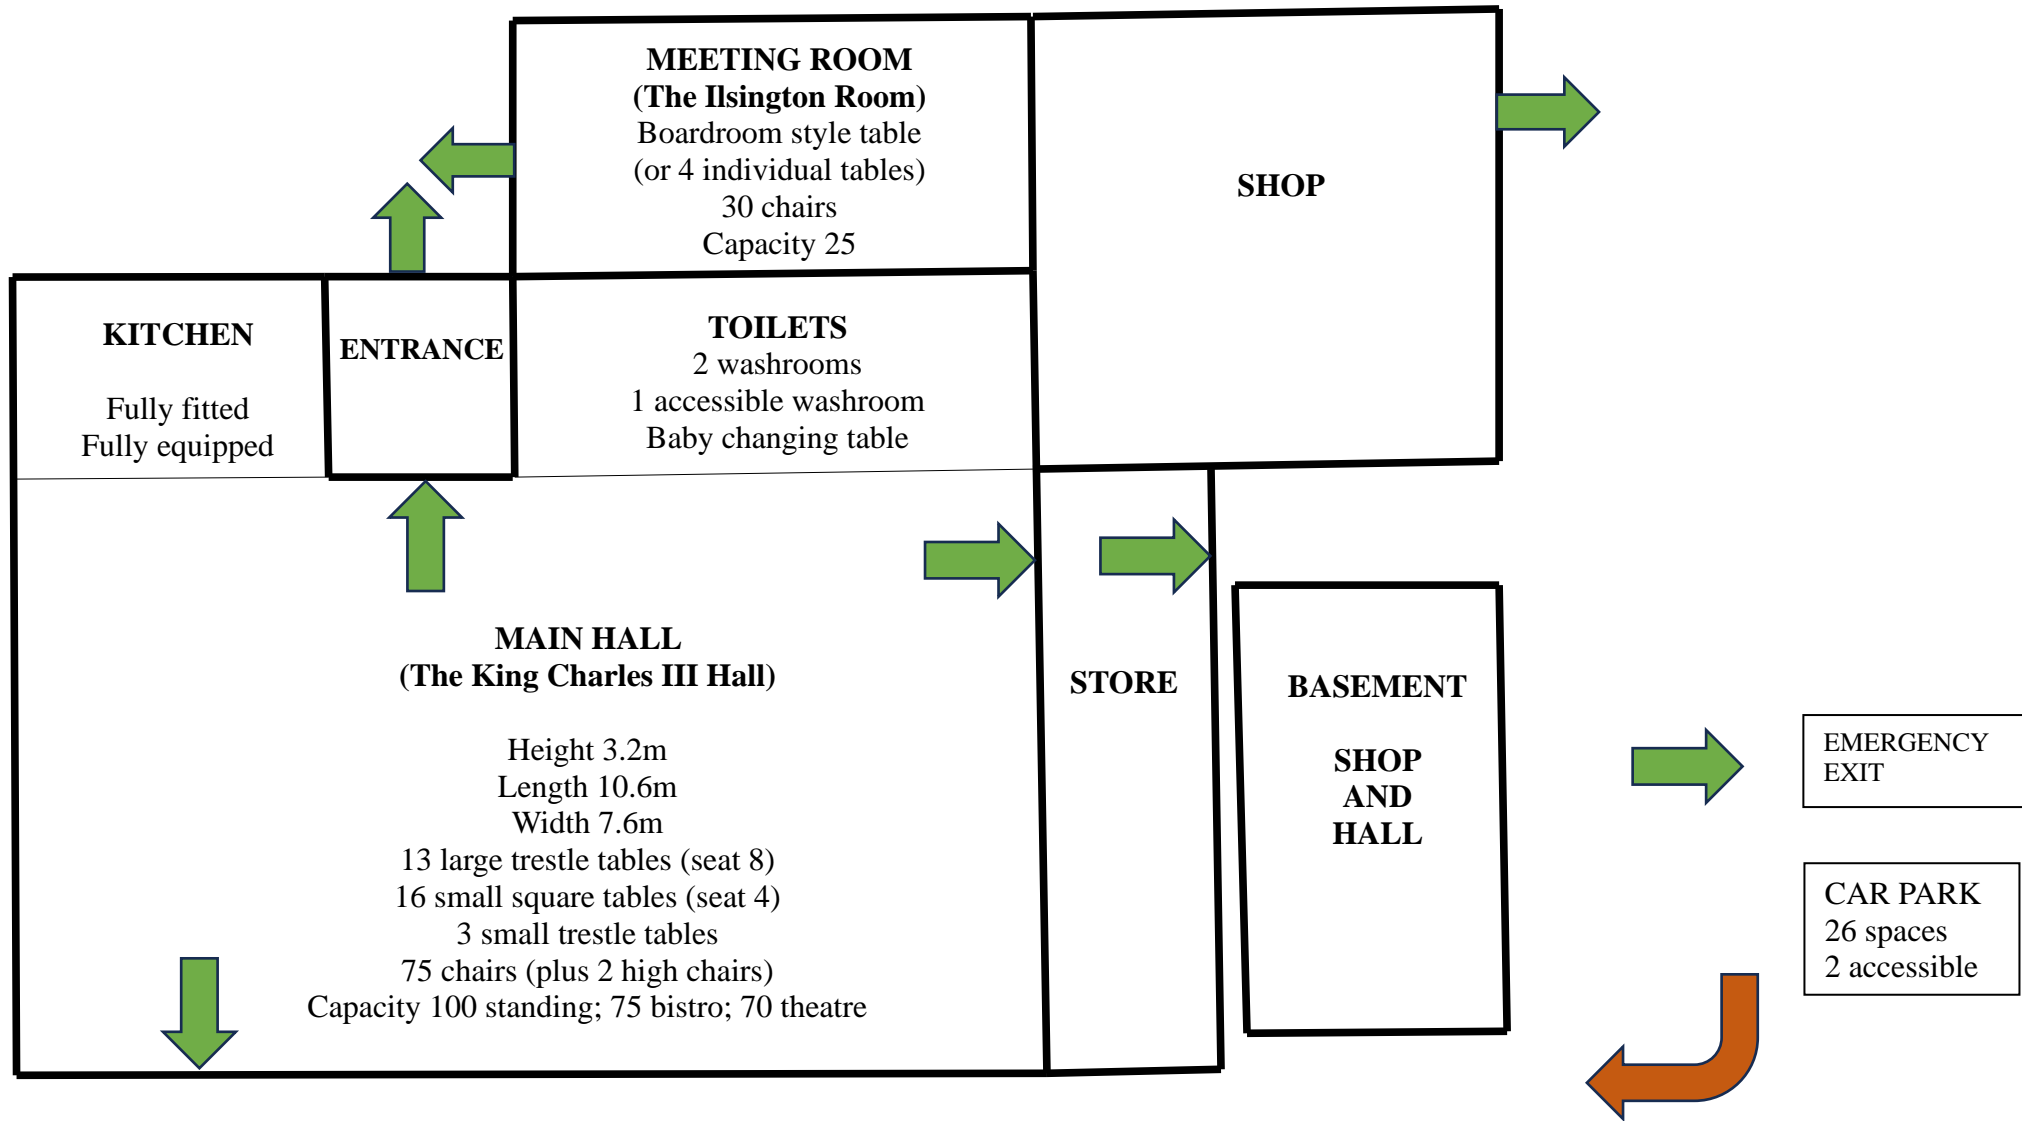 MEETING ROOM
(The Ilsington Room)
Boardroom style table
(or 4 individual tables)
30 chairs
Capacity 25
SHOP
KITCHEN
Fully fitted
Fully equipped
ENTRANCE
TOILETS
2 washrooms
1 accessible washroom
Baby changing table
MAIN HALL
(The King Charles III Hall)
Height 3.2m
Length 10.6m
Width 7.6m
13 large trestle tables (seat 8)
16 small square tables (seat 4)
3 small trestle tables
75 chairs (plus 2 high chairs)
Capacity 100 standing; 75 bistro; 70 theatre
STORE
BASEMENT
SHOP
AND
HALL
EMERGENCY
EXIT
CAR PARK
26 spaces
2 accessible